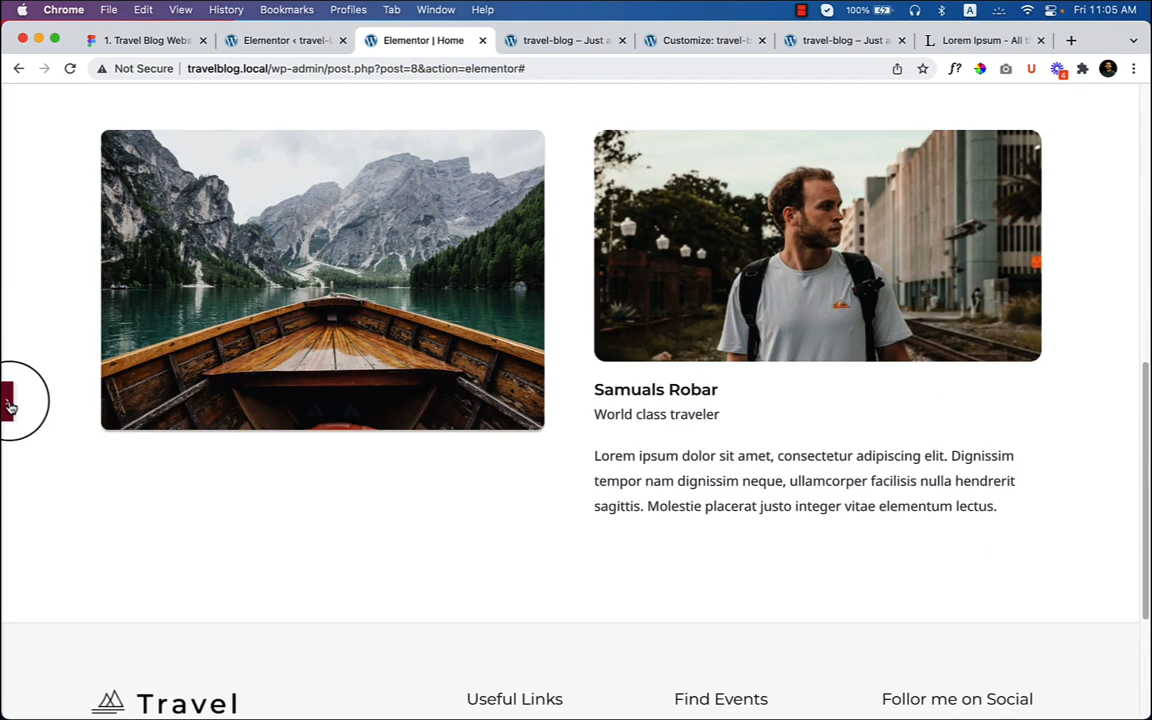 Chrome File Edit View History Bookmarks Profiles Tab Window Help 100% A Fri 11:05 AM
1. Travel Blog Webs Elementor ‹ travel- Elementor | Home travel-blog – Just a Customize: travel-b travel-blog – Just a Lorem Ipsum - All t
Not Secure travelblog.local/wp-admin/post.php?post=8&action=elementor# f? U 4
Samuals Robar
World class traveler
Lorem ipsum dolor sit amet, consectetur adipiscing elit. Dignissim
tempor nam dignissim neque, ullamcorper facilisis nulla hendrerit
sagittis. Molestie placerat justo integer vitae elementum lectus.
Travel Useful Links Find Events Follor me on Social